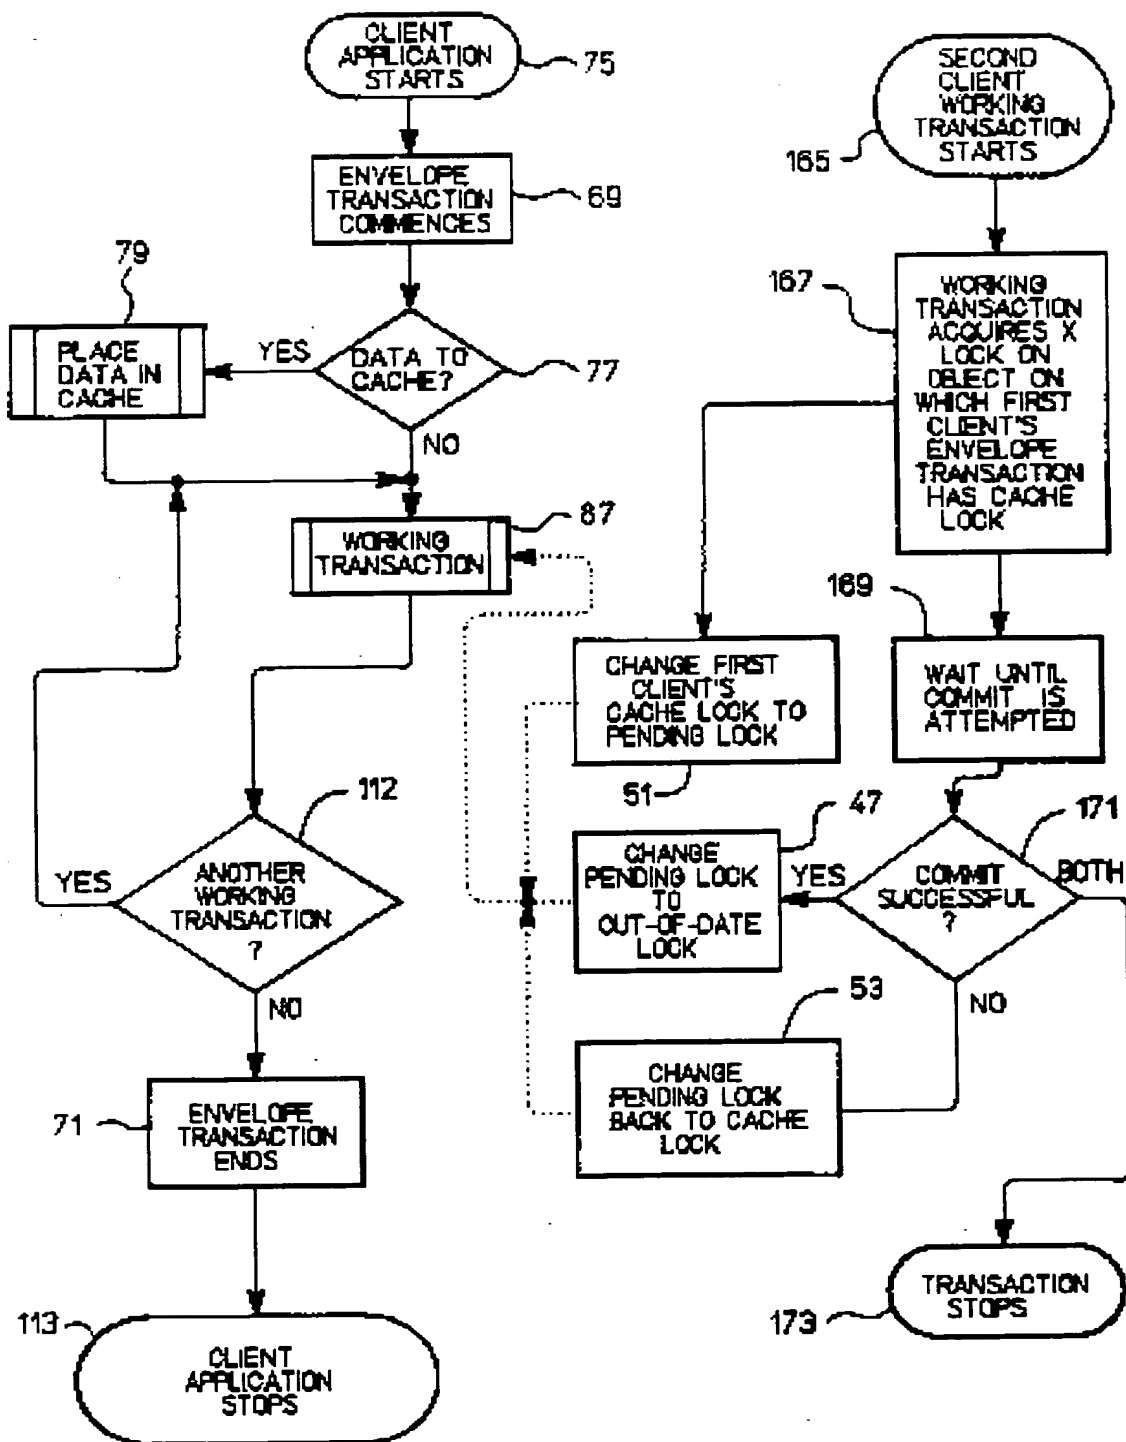 CLIENT
APPLICATION
STARTS
75
ENVELOPE
TRANSACTION
COMMENCES
69
79
PLACE
DATA IN
CACHE
YES
DATA TO
CACHE?
77
NO
WORKING
TRANSACTION
87
112
YES
ANOTHER
WORKING
TRANSACTION
?
NO
71
ENVELOPE
TRANSACTION
ENDS
113
CLIENT
APPLICATION
STOPS
SECOND
CLIENT
WORKING
TRANSACTION
STARTS
165
167
WORKING
TRANSACTION
ACQUIRES X
LOCK ON
OBJECT ON
WHICH FIRST
CLIENT'S
ENVELOPE
TRANSACTION
HAS CACHE
LOCK
169
WAIT UNTIL
COMMIT IS
ATTEMPTED
CHANGE FIRST
CLIENT'S
CACHE LOCK TO
PENDING LOCK
51
47
CHANGE
PENDING LOCK
TO
OUT-OF-DATE
LOCK
YES
COMMIT
SUCCESSFUL
?
171
BOTH
NO
53
CHANGE
PENDING LOCK
BACK TO CACHE
LOCK
TRANSACTION
STOPS
173